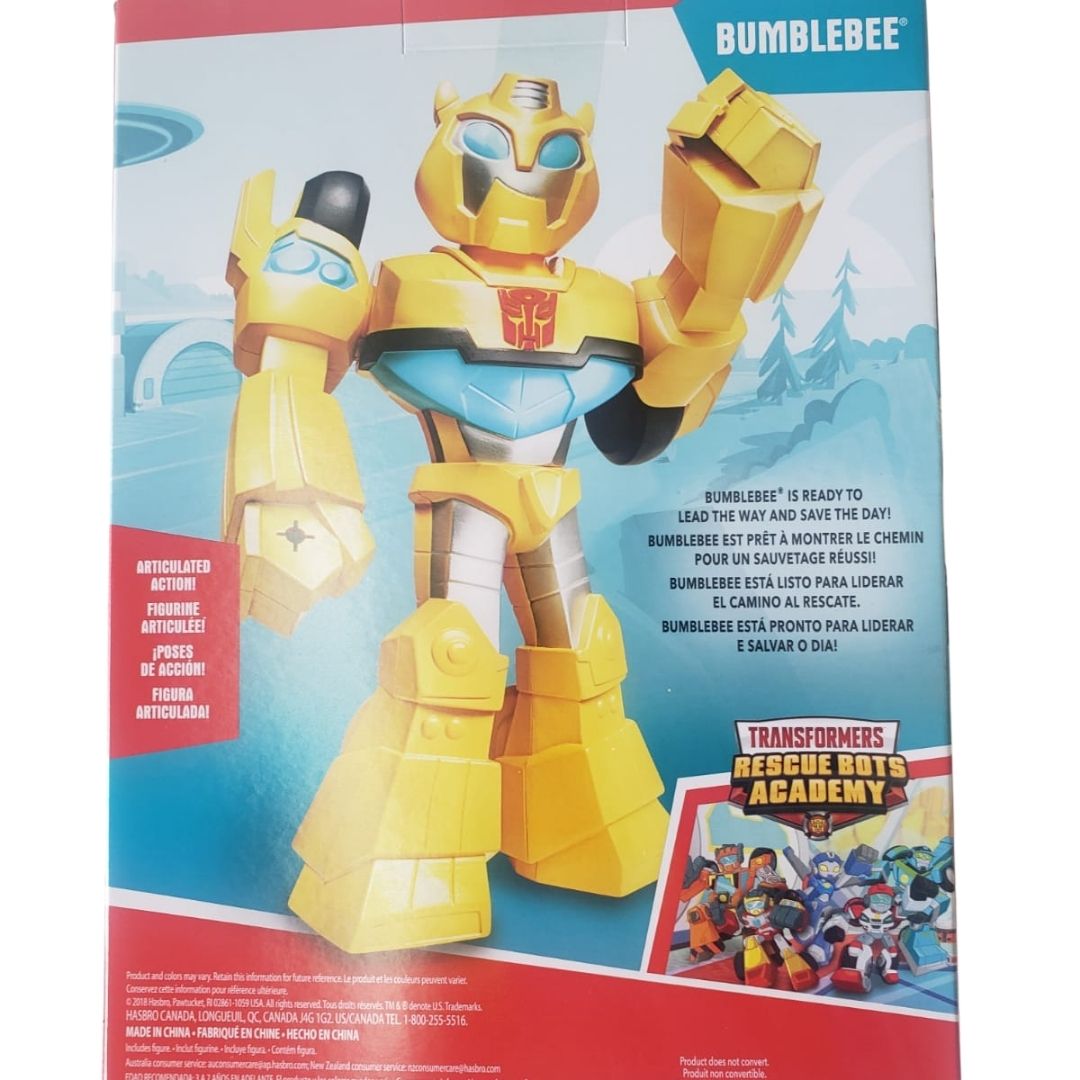 BUMBLEBEE®
BUMBLEBEE® IS READY TO
LEAD THE WAY AND SAVE THE DAY!
BUMBLEBEE EST PRÊT À MONTRER LE CHEMIN
POUR UN SAUVETAGE RÉUSSI!
BUMBLEBEE ESTÁ LISTO PARA LIDERAR
EL CAMINO AL RESCATE.
BUMBLEBEE ESTÁ PRONTO PARA LIDERAR
E SALVAR O DIA!
ARTICULATED
ACTION!
FIGURINE
ARTICULÉE!
¡POSES
DE ACCIÓN!
FIGURA
ARTICULADA!
TRANSFORMERS
RESCUE BOTS
ACADEMY
Product and colors may vary. Retain this information for future reference. Le produit et les couleurs peuvent varier.
Conservez cette information pour référence ultérieure.
© 2018 Hasbro, Pawtucket, RI 02861-1059 USA. All rights reserved. Tous droits réservés. TM & ® denote U.S. Trademarks.
HASBRO CANADA, LONGUEUIL, QC, CANADA J4G 1G2. US/CANADA TEL. 1-800-255-5516.
MADE IN CHINA • FABRIQUÉ EN CHINE • HECHO EN CHINA
Includes figure. • Inclut figurine. • Incluye figura. • Contém figura.
Australia consumer service: auconsumercare@ap.hasbro.com; New Zealand consumer service: nzconsumercare@hasbro.com
EDAD RECOMENDADA: 3 A 7 AÑOS EN ADELANTE.
Product does not convert.
Produit non convertible.